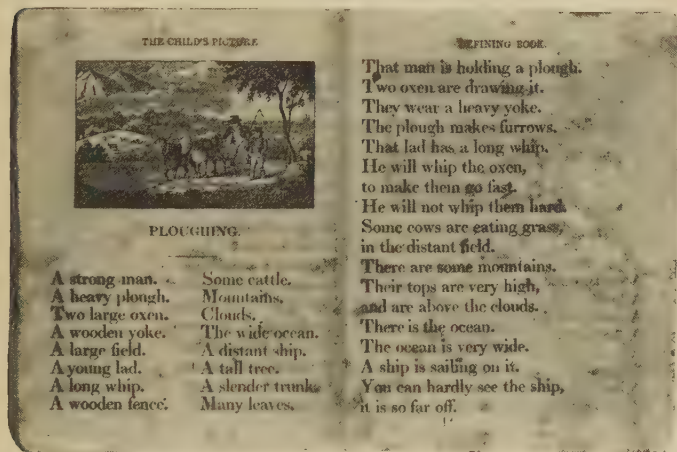 THE CHILD'S PICTURE
PLOUGHING.
A strong man.
A heavy plough.
Two large oxen.
A wooden yoke.
A large field.
A young lad.
A long whip.
A wooden fence.
Some cattle.
Mountains.
Clouds.
The wide ocean.
A distant ship.
A tall tree.
A slender trunk.
Many leaves.
DEFINING BOOK.
That man is holding a plough.
Two oxen are drawing it.
They wear a heavy yoke.
The plough makes furrows.
That lad has a long whip.
He will whip the oxen,
to make them go fast.
He will not whip them hard.
Some cows are eating grass,
in the distant field.
There are some mountains.
Their tops are very high,
and are above the clouds.
There is the ocean.
The ocean is very wide.
A ship is sailing on it.
You can hardly see the ship,
it is so far off.